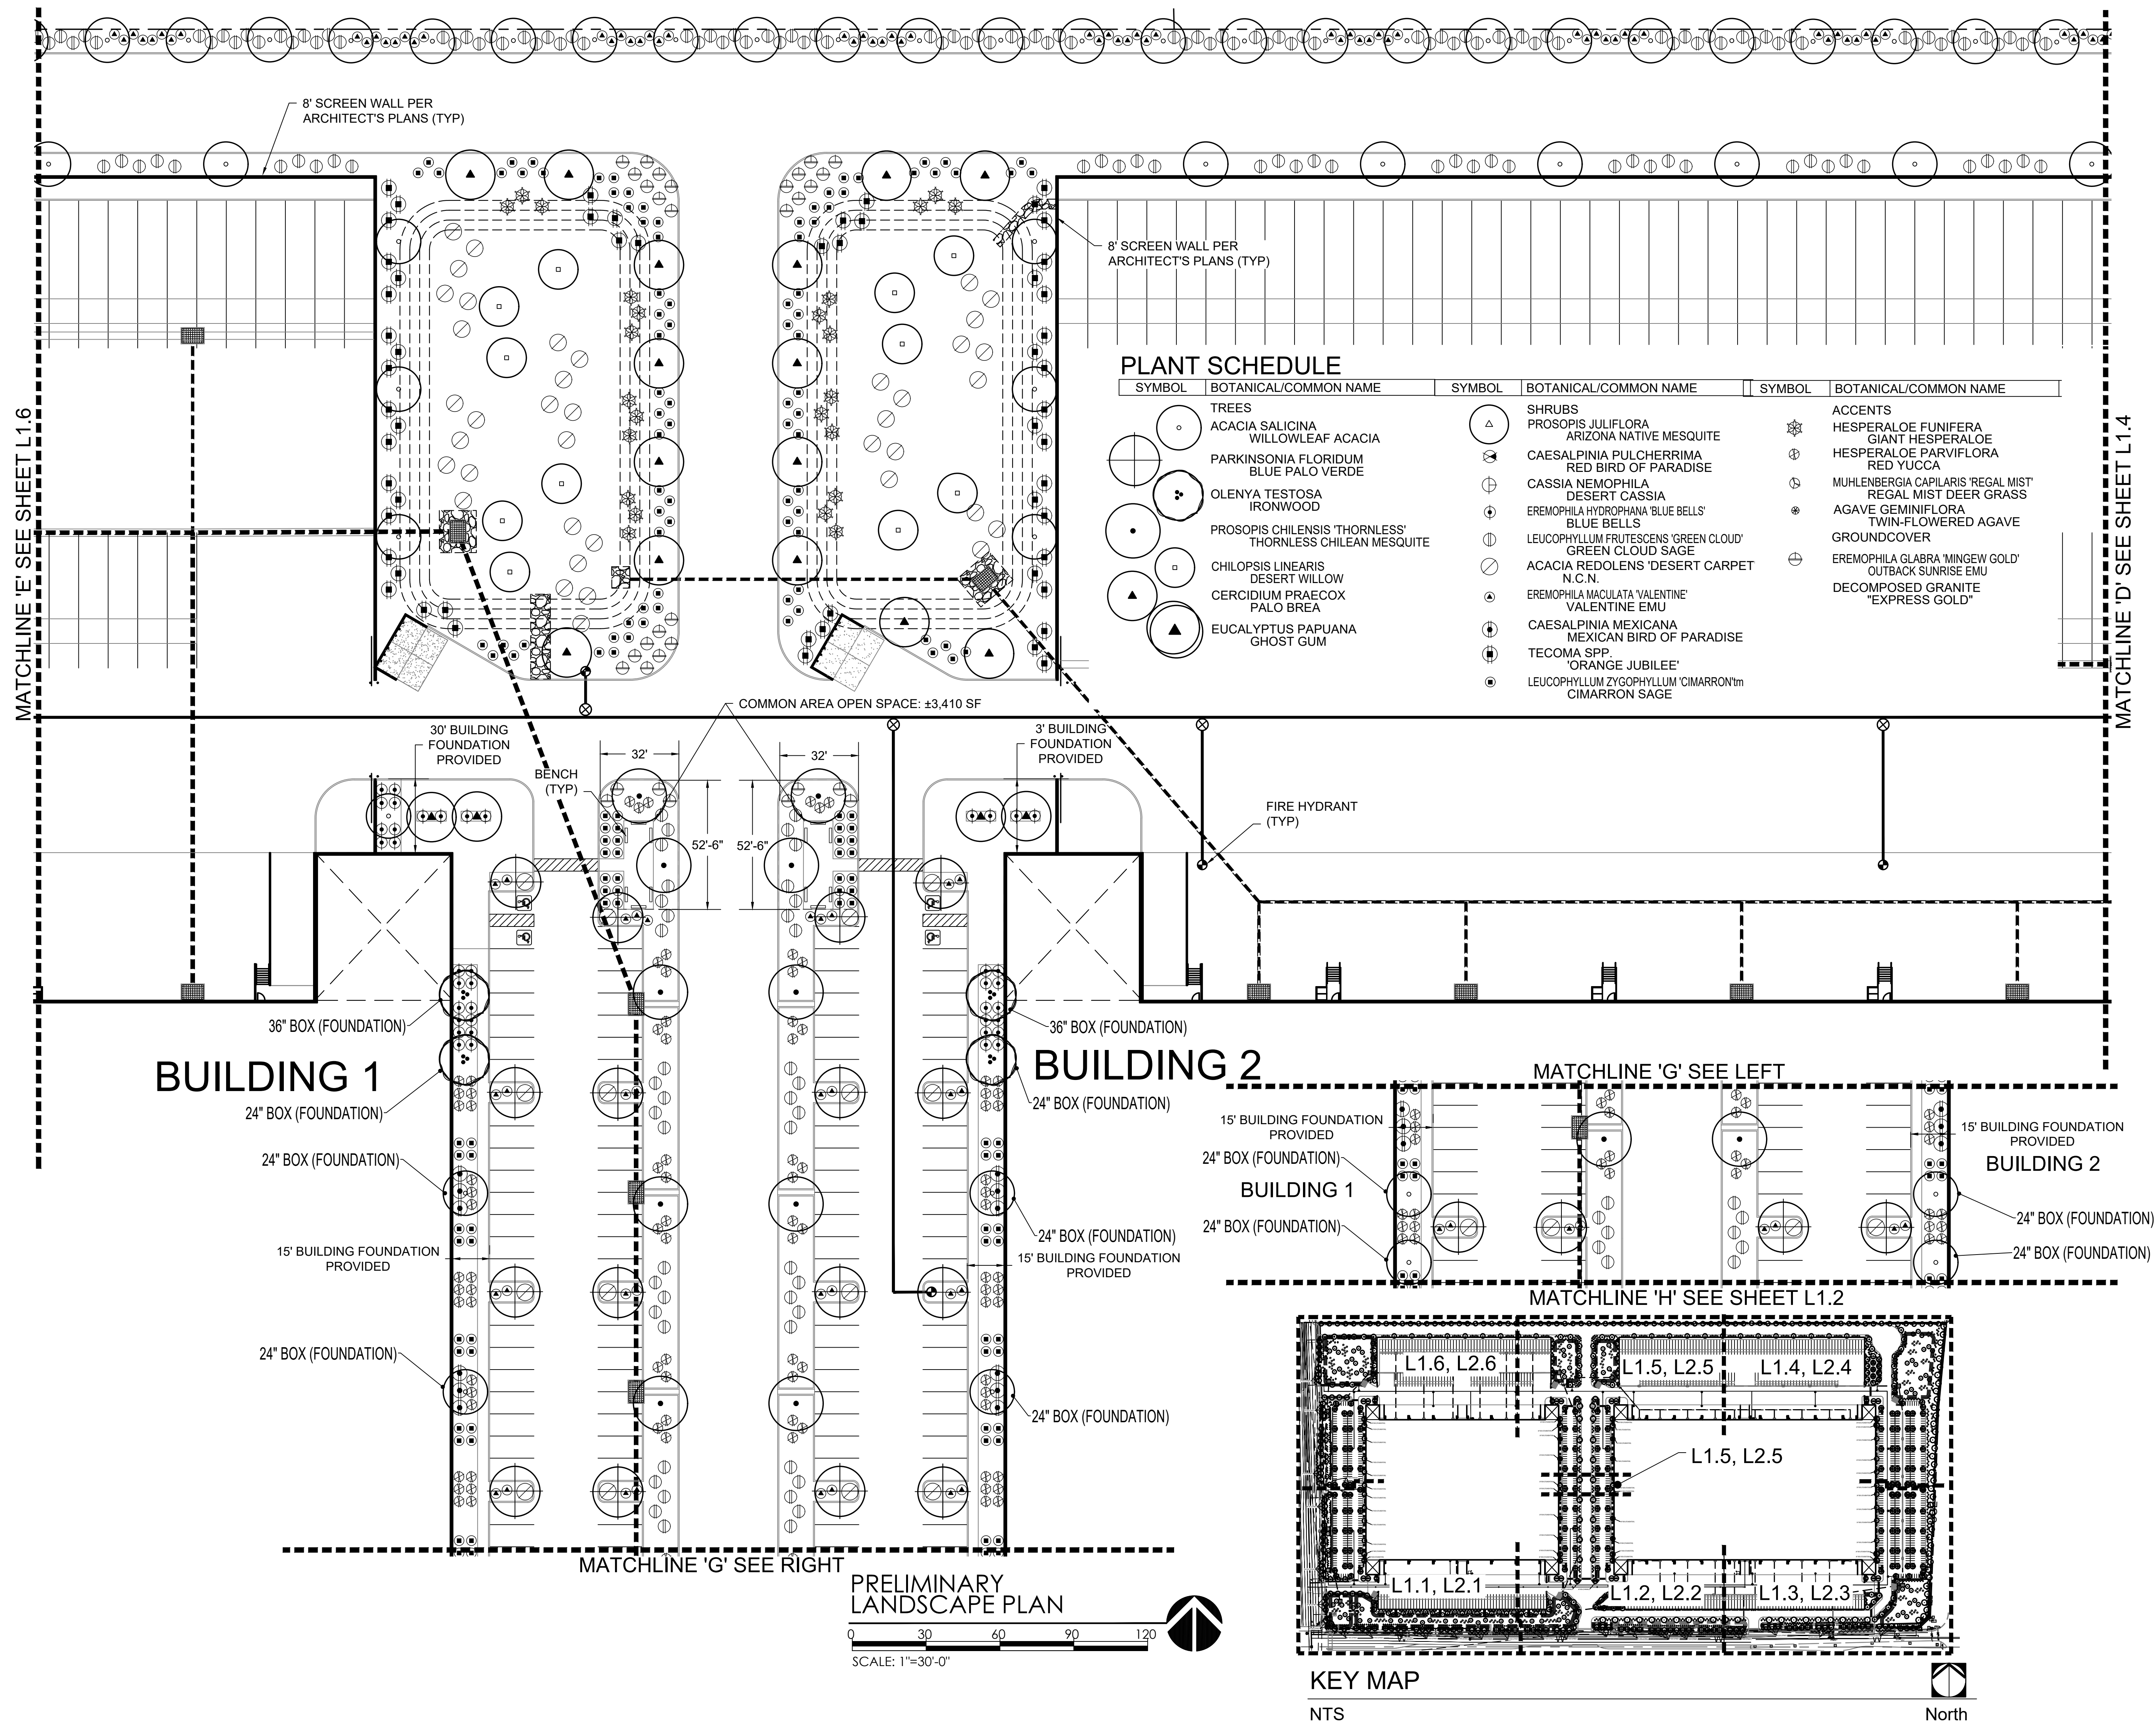 8' SCREEN WALL PER
ARCHITECT'S PLANS (TYP)
8' SCREEN WALL PER
ARCHITECT'S PLANS (TYP)
MATCHLINE 'E' SEE SHEET L1.6
MATCHLINE 'D' SEE SHEET L1.4
PLANT SCHEDULE
SYMBOL BOTANICAL/COMMON NAME
TREES
ACACIA SALICINA
WILLOWLEAF ACACIA
PARKINSONIA FLORIDUM
BLUE PALO VERDE
OLENYA TESTOSA
IRONWOOD
PROSOPIS CHILENSIS 'THORNLESS'
THORNLESS CHILEAN MESQUITE
CHILOPSIS LINEARIS
DESERT WILLOW
CERCIDIUM PRAECOX
PALO BREA
EUCALYPTUS PAPUANA
GHOST GUM
SYMBOL BOTANICAL/COMMON NAME
SHRUBS
PROSOPIS JULIFLORA
ARIZONA NATIVE MESQUITE
CAESALPINIA PULCHERRIMA
RED BIRD OF PARADISE
CASSIA NEMOPHILA
DESERT CASSIA
EREMOPHILA HYDROPHANA 'BLUE BELLS'
BLUE BELLS
LEUCOPHYLLUM FRUTESCENS 'GREEN CLOUD'
GREEN CLOUD SAGE
ACACIA REDOLENS 'DESERT CARPET
N.C.N.
EREMOPHILA MACULATA 'VALENTINE'
VALENTINE EMU
CAESALPINIA MEXICANA
MEXICAN BIRD OF PARADISE
TECOMA SPP.
'ORANGE JUBILEE'
LEUCOPHYLLUM ZYGOPHYLLUM 'CIMARRON'tm
CIMARRON SAGE
SYMBOL BOTANICAL/COMMON NAME
ACCENTS
HESPERALOE FUNIFERA
GIANT HESPERALOE
HESPERALOE PARVIFLORA
RED YUCCA
MUHLENBERGIA CAPILARIS 'REGAL MIST'
REGAL MIST DEER GRASS
AGAVE GEMINIFLORA
TWIN-FLOWERED AGAVE
GROUNDCOVER
EREMOPHILA GLABRA 'MINGEW GOLD'
OUTBACK SUNRISE EMU
DECOMPOSED GRANITE
"EXPRESS GOLD"
COMMON AREA OPEN SPACE: ±3,410 SF
30' BUILDING
FOUNDATION
PROVIDED
3' BUILDING
FOUNDATION
PROVIDED
32'
32'
BENCH
(TYP)
52'-6"
52'-6"
FIRE HYDRANT
(TYP)
36" BOX (FOUNDATION)
36" BOX (FOUNDATION)
BUILDING 1
BUILDING 2
24" BOX (FOUNDATION)
24" BOX (FOUNDATION)
24" BOX (FOUNDATION)
24" BOX (FOUNDATION)
15' BUILDING FOUNDATION
PROVIDED
15' BUILDING FOUNDATION
PROVIDED
24" BOX (FOUNDATION)
24" BOX (FOUNDATION)
MATCHLINE 'G' SEE RIGHT
MATCHLINE 'G' SEE LEFT
15' BUILDING FOUNDATION
PROVIDED
15' BUILDING FOUNDATION
PROVIDED
24" BOX (FOUNDATION)
BUILDING 1
BUILDING 2
24" BOX (FOUNDATION)
24" BOX (FOUNDATION)
24" BOX (FOUNDATION)
MATCHLINE 'H' SEE SHEET L1.2
PRELIMINARY
LANDSCAPE PLAN
0 30 60 90 120
SCALE: 1"=30'-0"
L1.6, L2.6
L1.5, L2.5
L1.4, L2.4
L1.5, L2.5
L1.1, L2.1
L1.2, L2.2
L1.3, L2.3
KEY MAP
NTS
North